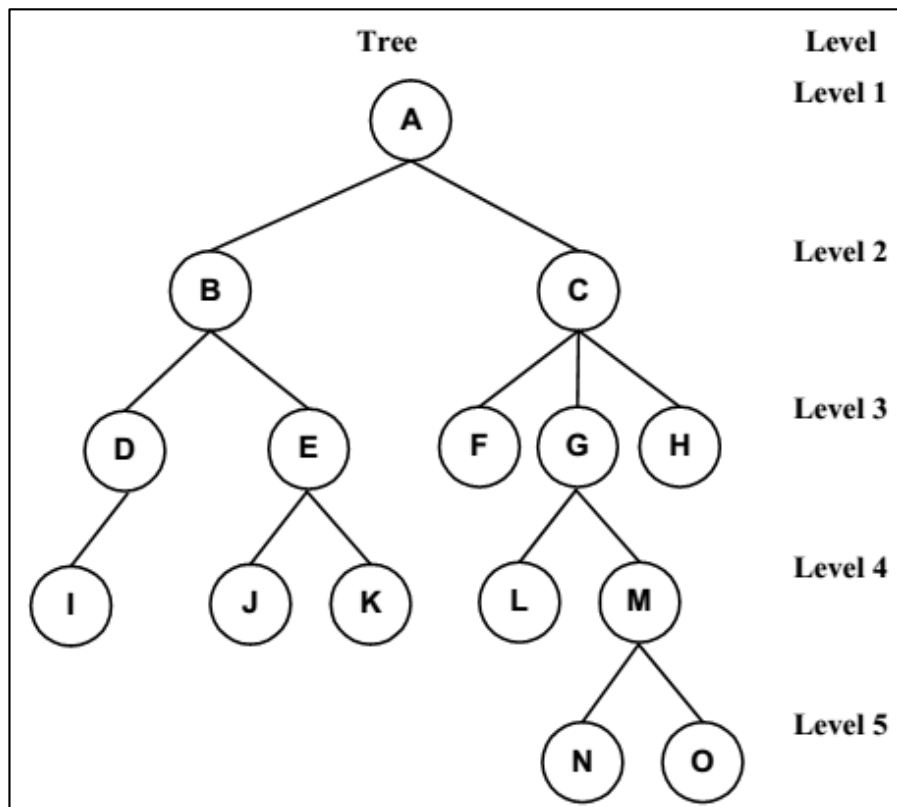 Tree Level
Level 1
A
Level 2
B C
Level 3
D E F G H
Level 4
I J K L M
Level 5
N O